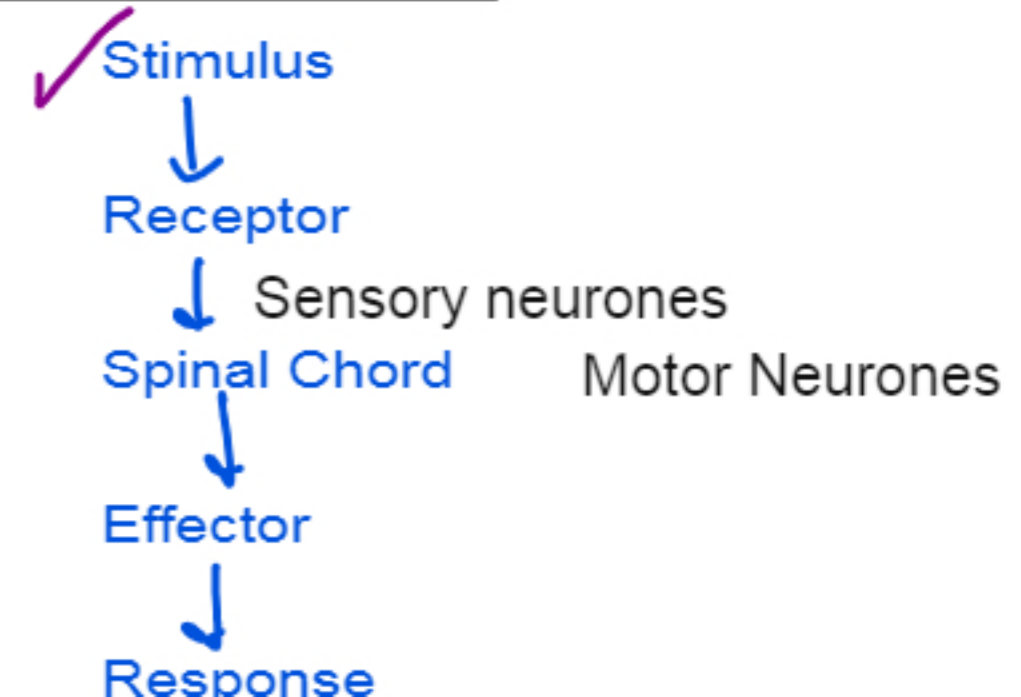 Stimulus
Receptor
Sensory neurones
Spinal Chord
Motor Neurones
Effector
Response